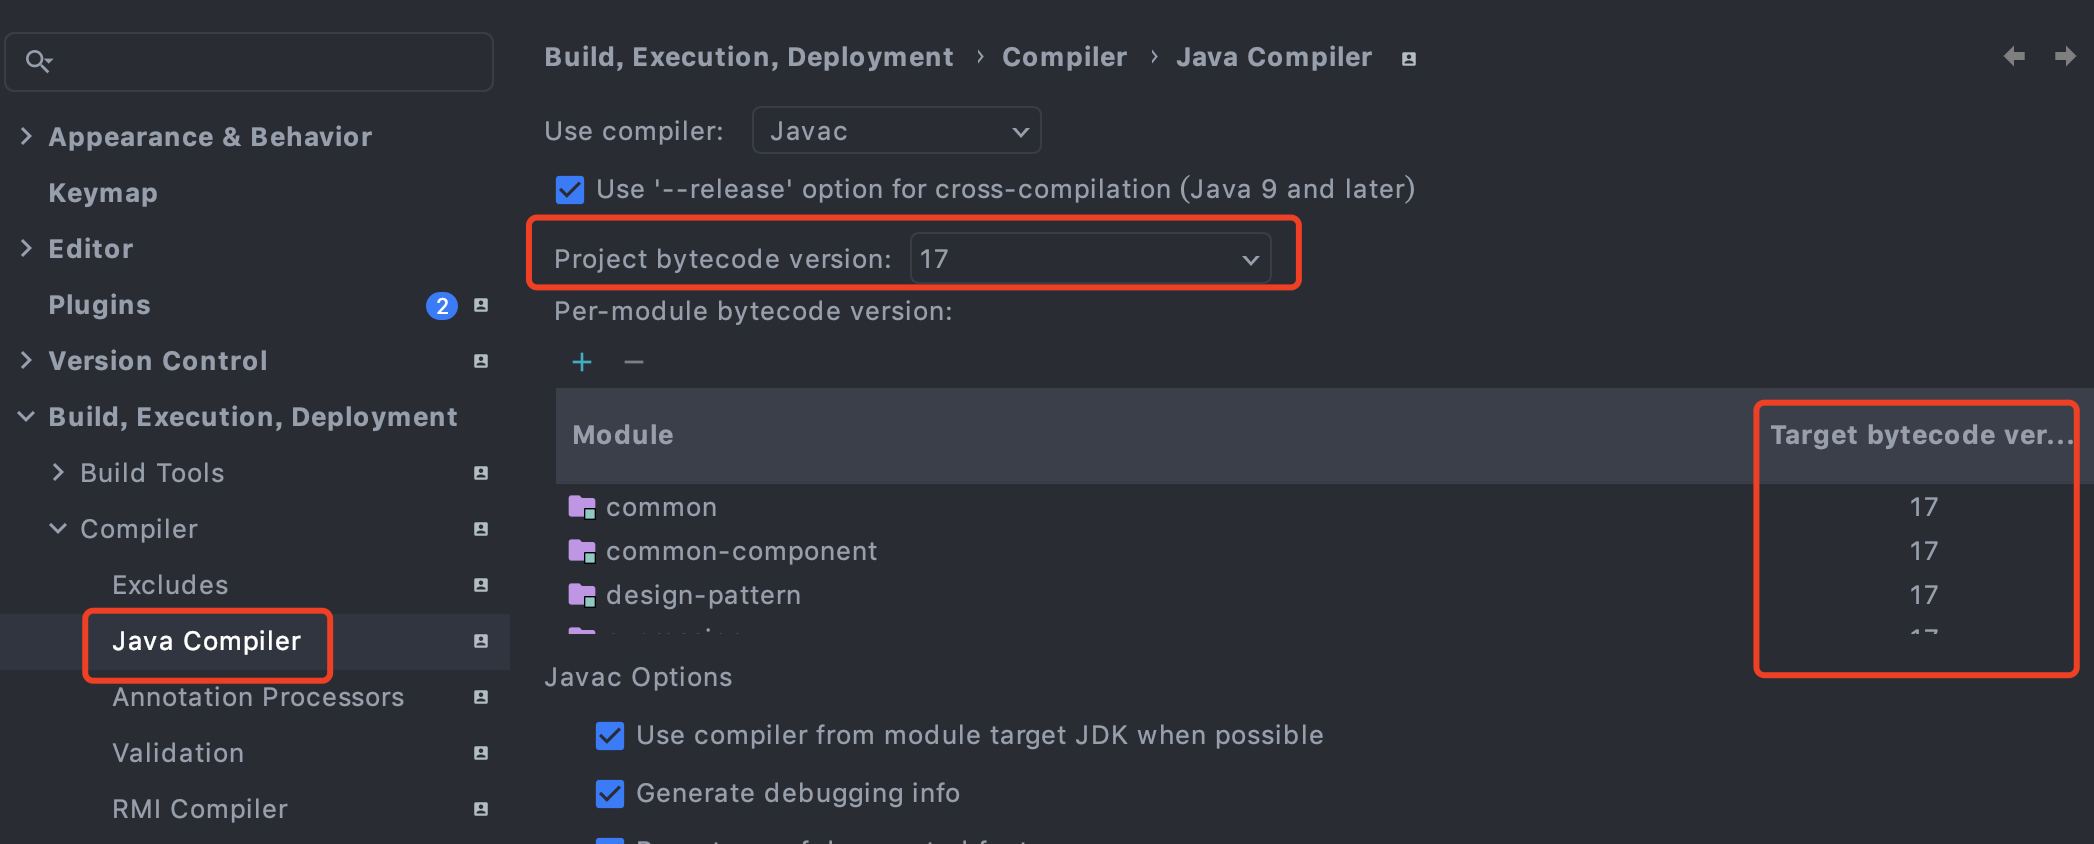 Build, Execution, Deployment › Compiler › Java Compiler
Appearance & Behavior
Keymap
Editor
Plugins 2
Version Control
Build, Execution, Deployment
Build Tools
Compiler
Excludes
Java Compiler
Annotation Processors
Validation
RMI Compiler
Use compiler: Javac
Use '--release' option for cross-compilation (Java 9 and later)
Project bytecode version: 17
Per-module bytecode version:
+ −
Module Target bytecode ver...
common 17
common-component 17
design-pattern 17
17
Javac Options
Use compiler from module target JDK when possible
Generate debugging info